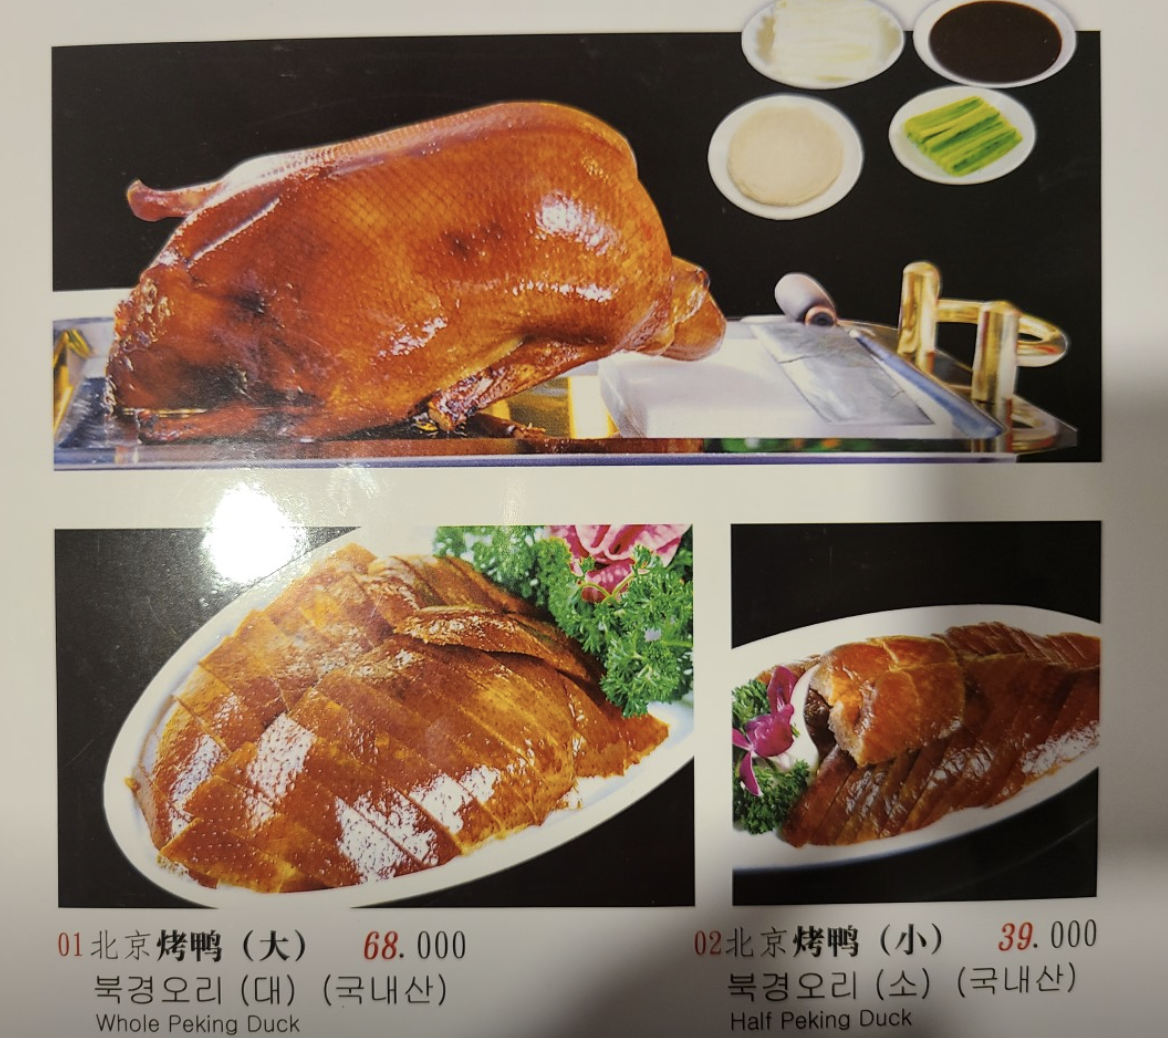 01北京烤鸭（大） 68.000
북경오리 (대) (국내산)
Whole Peking Duck
02北京烤鸭（小） 39.000
북경오리 (소) (국내산)
Half Peking Duck